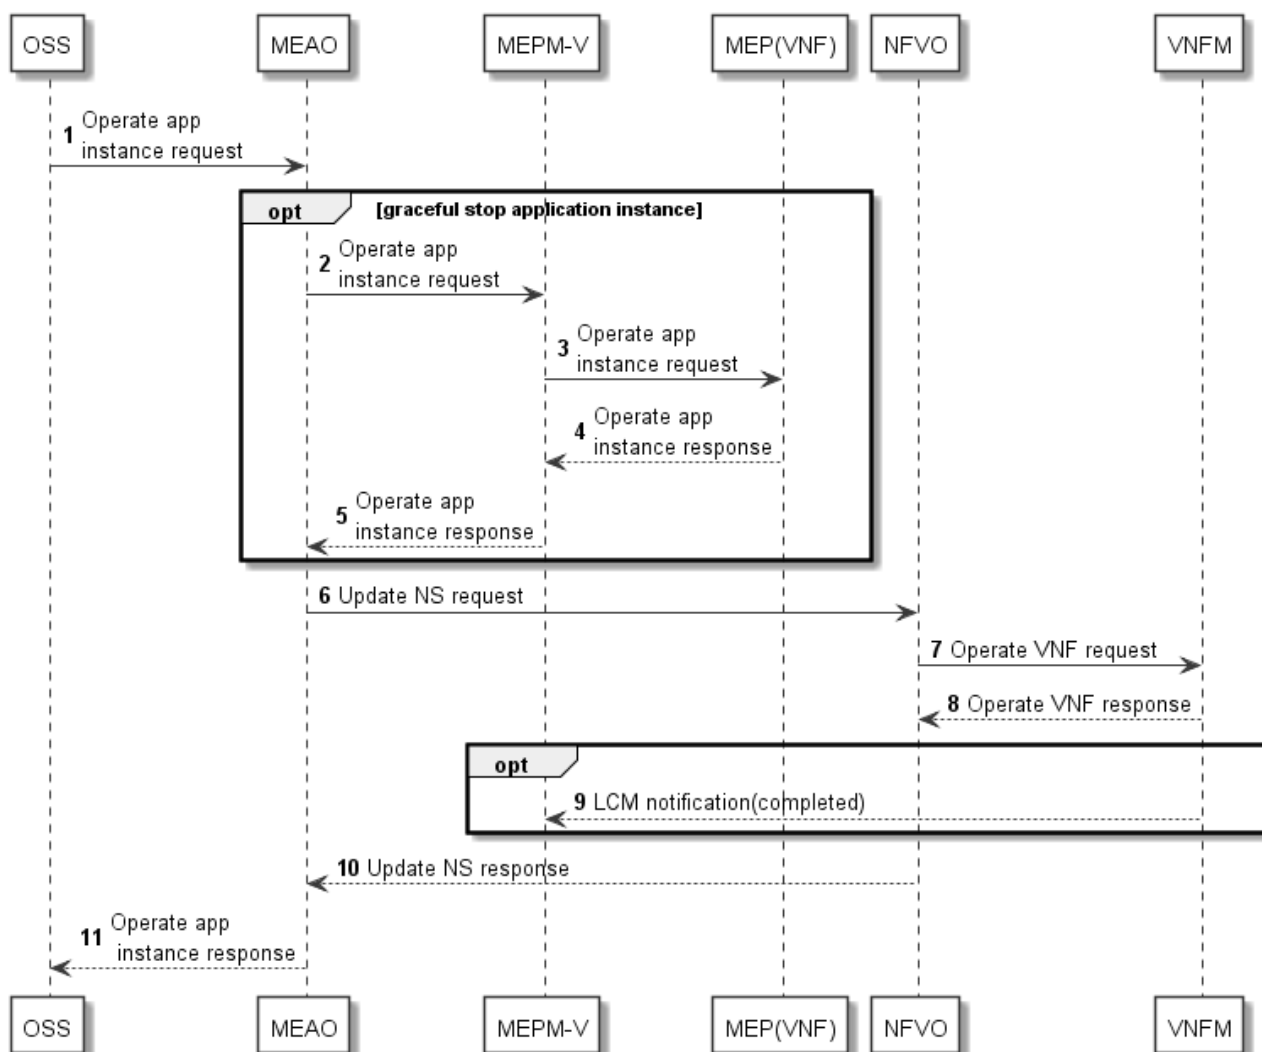 OSS MEAO MEPM-V MEP(VNF) NFVO VNFM
1 Operate app
instance request
opt [graceful stop application instance]
2 Operate app
instance request
3 Operate app
instance request
4 Operate app
instance response
5 Operate app
instance response
6 Update NS request
7 Operate VNF request
8 Operate VNF response
opt
9 LCM notification(completed)
10 Update NS response
11 Operate app
instance response
OSS MEAO MEPM-V MEP(VNF) NFVO VNFM